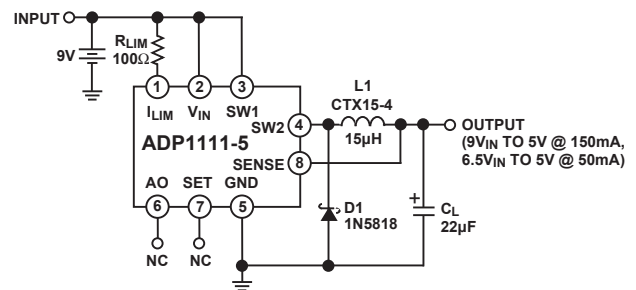 INPUT
9V
RLIM
100Ω
1
2
3
ILIM
VIN
SW1
SW2
4
ADP1111-5
SENSE
8
AO
SET
GND
6
7
5
NC
NC
L1
CTX15-4
15μH
OUTPUT
(9VIN TO 5V @ 150mA,
6.5VIN TO 5V @ 50mA)
D1
1N5818
+
CL
22μF